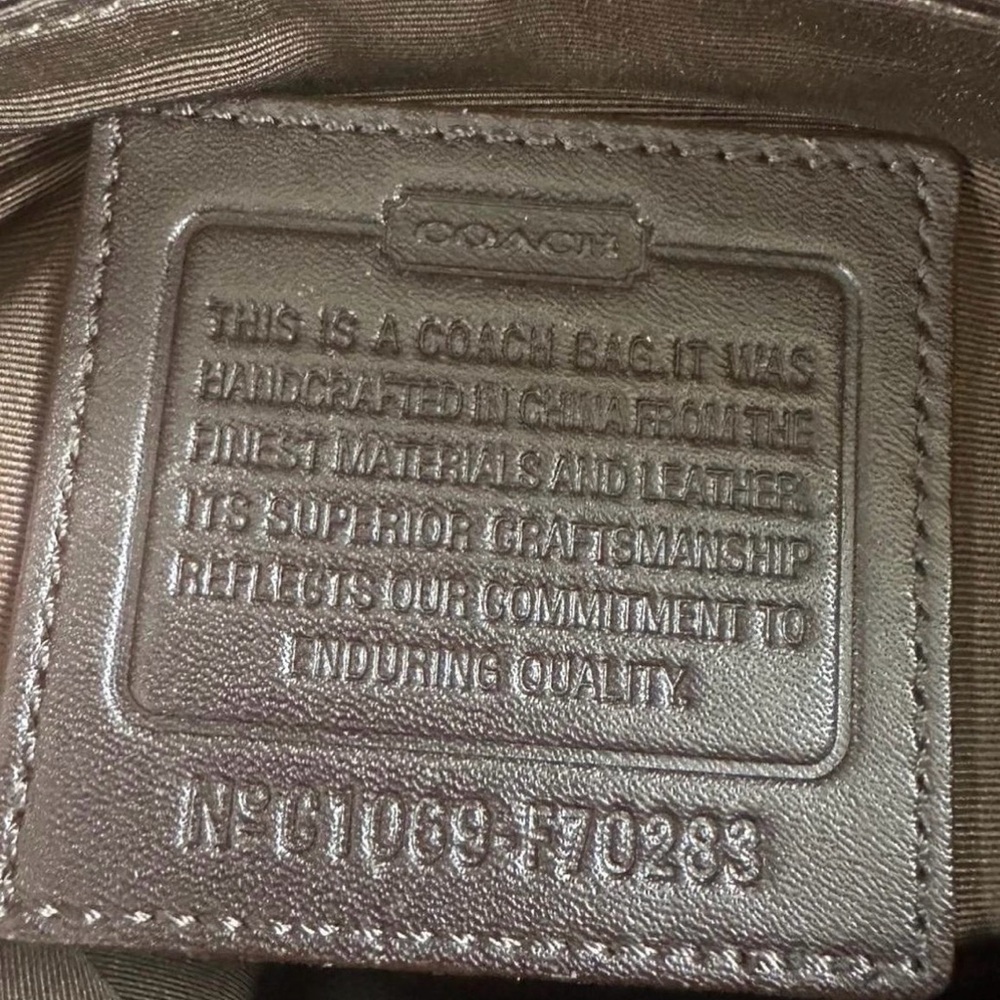 COACH
THIS IS A COACH BAG. IT WAS
HANDCRAFTED IN CHINA FROM THE
FINEST MATERIALS AND LEATHER.
ITS SUPERIOR CRAFTSMANSHIP
REFLECTS OUR COMMITMENT TO
ENDURING QUALITY.
Nº C1069-F70283